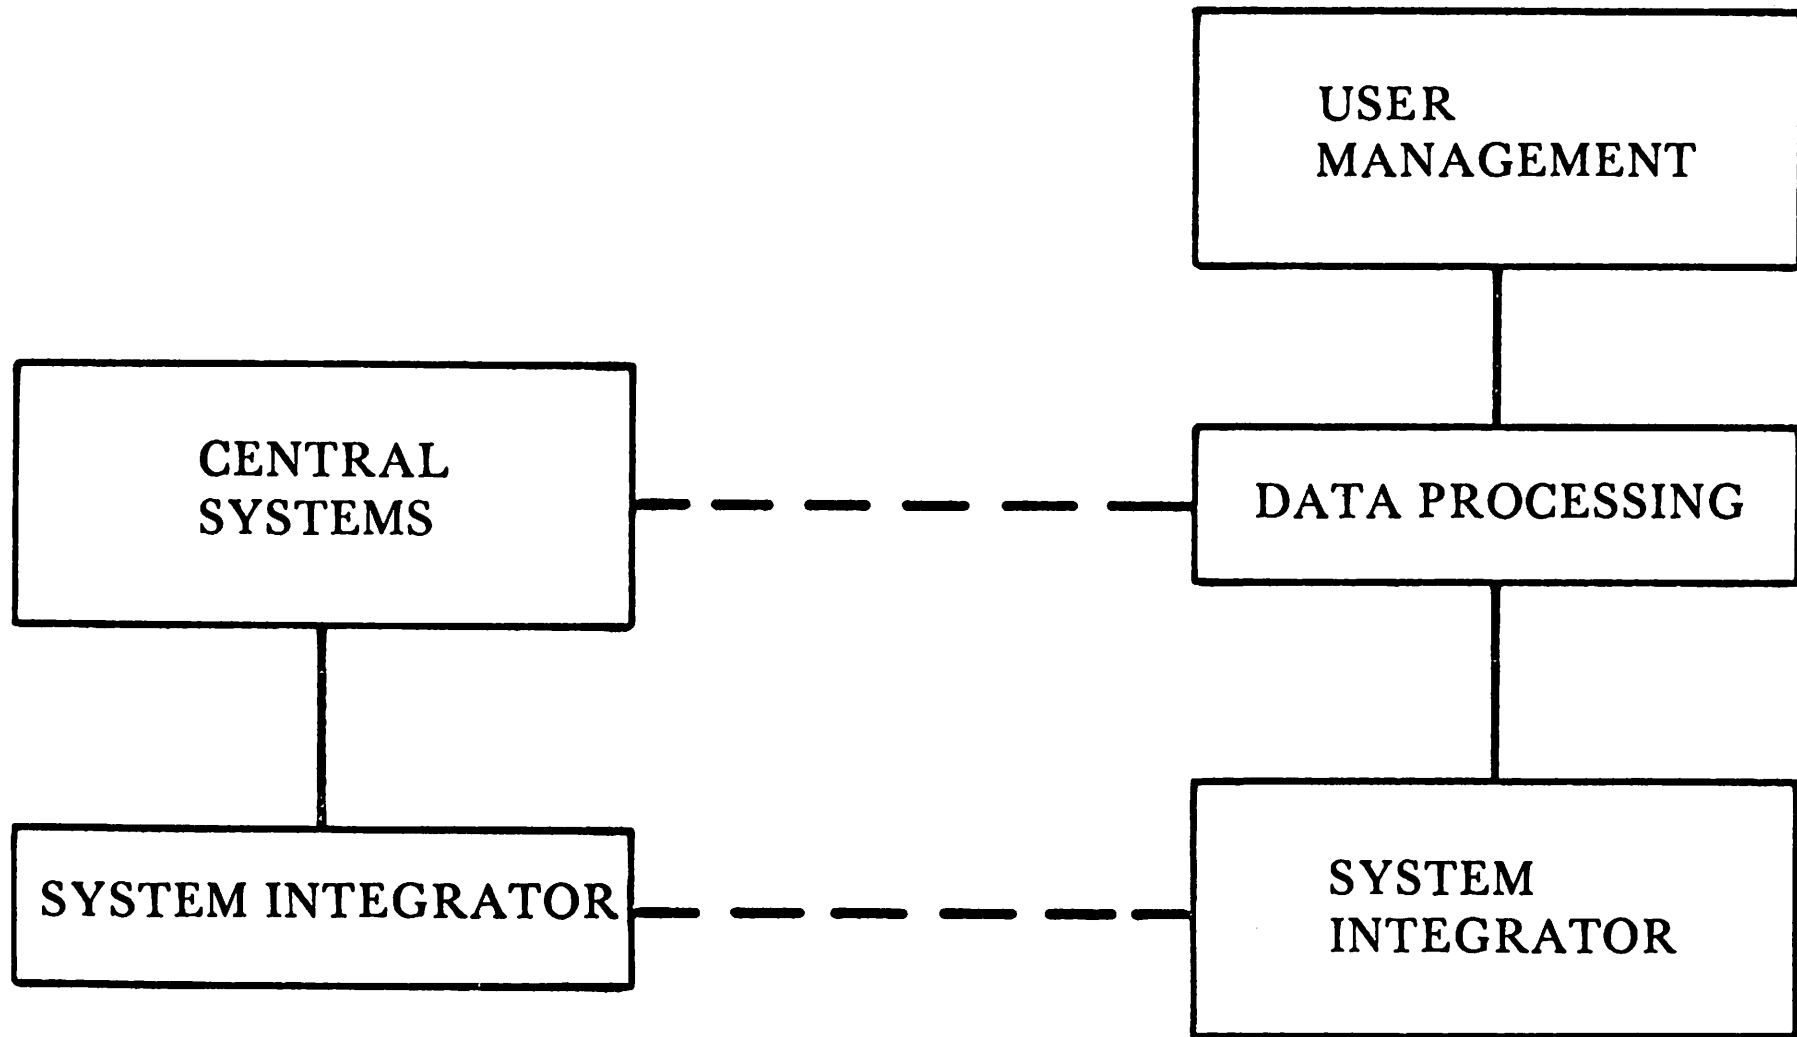 USER
MANAGEMENT
CENTRAL
SYSTEMS
DATA PROCESSING
SYSTEM INTEGRATOR
SYSTEM
INTEGRATOR